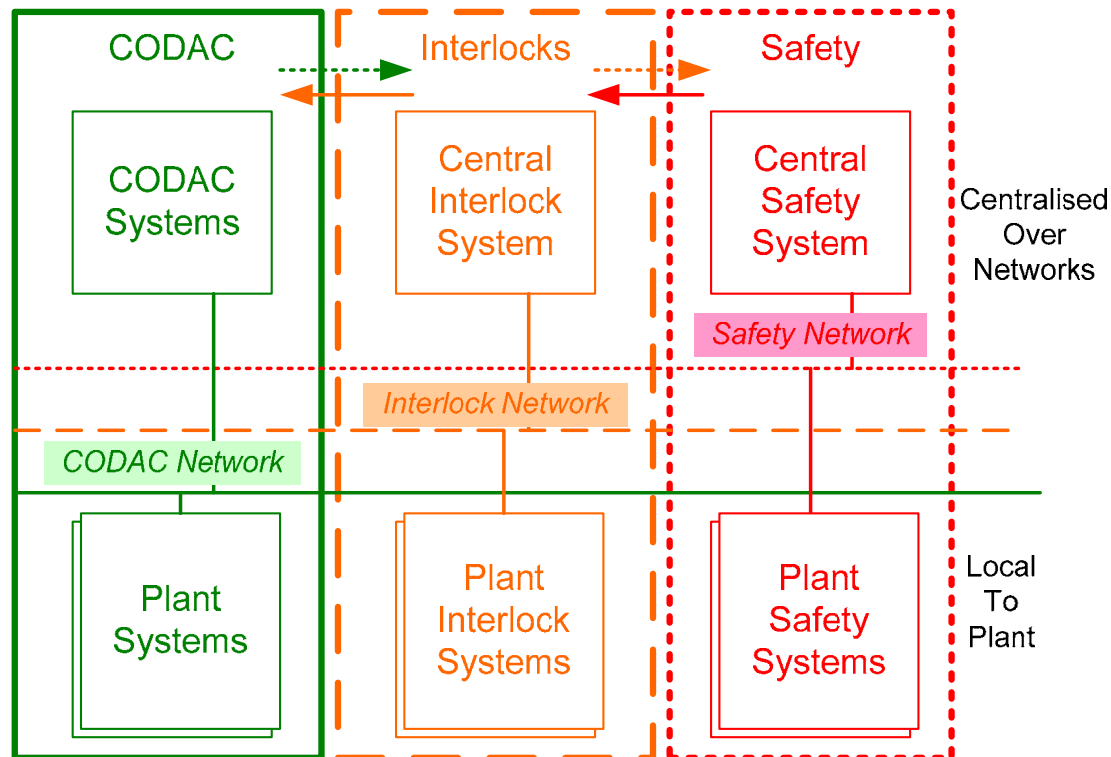 CODAC
Interlocks
Safety
CODAC
Systems
Central
Interlock
System
Central
Safety
System
Centralised
Over
Networks
Safety Network
Interlock Network
CODAC Network
Plant
Systems
Plant
Interlock
Systems
Plant
Safety
Systems
Local
To
Plant